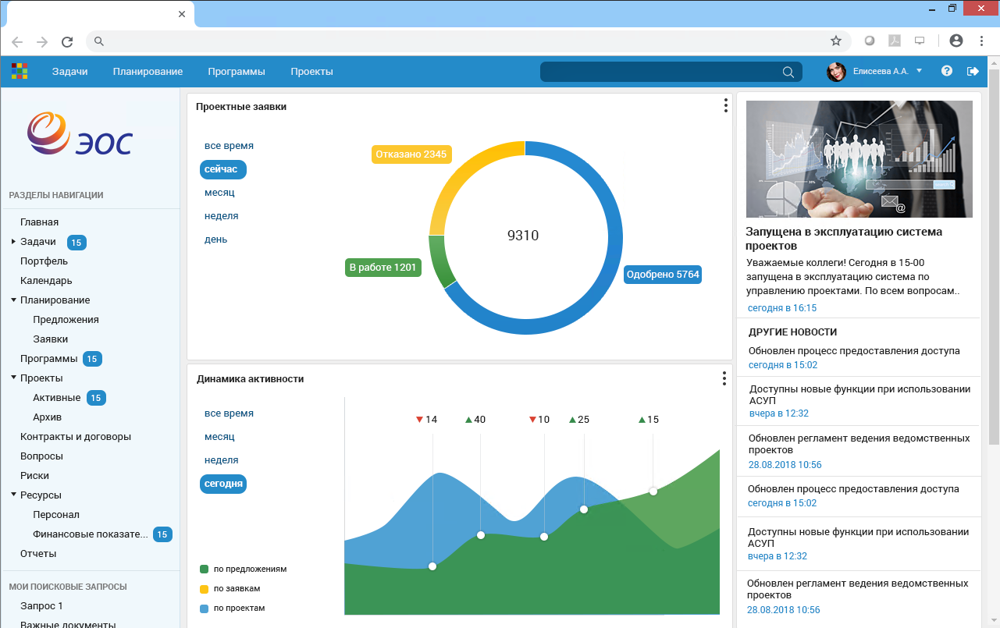 Задачи
Планирование
Программы
Проекты
Елисеева А.А.
?
ЭОС
РАЗДЕЛЫ НАВИГАЦИИ
Главная
Задачи 15
Портфель
Календарь
Планирование
Предложения
Заявки
Программы 15
Проекты
Активные 15
Архив
Контракты и договоры
Вопросы
Риски
Ресурсы
Персонал
Финансовые показате... 15
Отчеты
МОИ ПОИСКОВЫЕ ЗАПРОСЫ
Запрос 1
Важные документы
Проектные заявки
все время
сейчас
месяц
неделя
день
Отказано 2345
9310
В работе 1201
Одобрено 5764
Динамика активности
все время
месяц
неделя
сегодня
14
40
10
25
15
по предложениям
по заявкам
по проектам
@
Запущена в эксплуатацию система
проектов
Уважаемые коллеги! Сегодня в 15-00
запущена в эксплуатацию система по
управлению проектами. По всем вопросам..
сегодня в 16:15
ДРУГИЕ НОВОСТИ
Обновлен процесс предоставления доступа
сегодня в 15:02
Доступны новые функции при использовании
АСУП
вчера в 12:32
Обновлен регламент ведения ведомственных
проектов
28.08.2018 10:56
Обновлен процесс предоставления доступа
сегодня в 15:02
Доступны новые функции при использовании
АСУП
вчера в 12:32
Обновлен регламент ведения ведомственных
проектов
28.08.2018 10:56